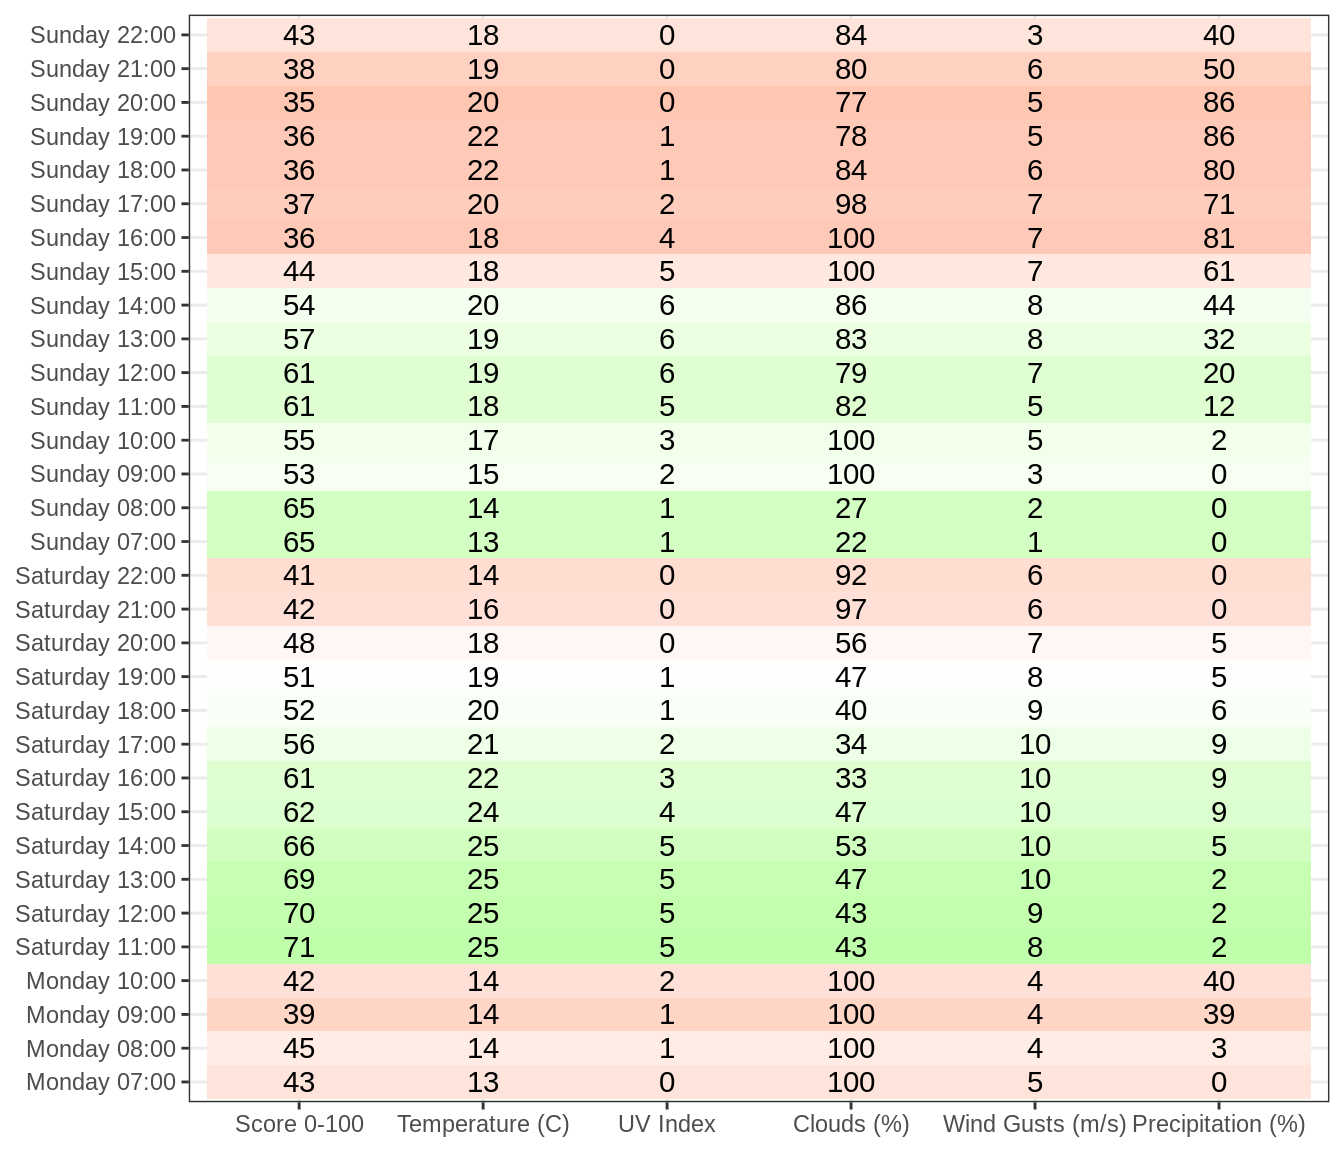 Sunday 22:00 43 18 0 84 3 40
Sunday 21:00 38 19 0 80 6 50
Sunday 20:00 35 20 0 77 5 86
Sunday 19:00 36 22 1 78 5 86
Sunday 18:00 36 22 1 84 6 80
Sunday 17:00 37 20 2 98 7 71
Sunday 16:00 36 18 4 100 7 81
Sunday 15:00 44 18 5 100 7 61
Sunday 14:00 54 20 6 86 8 44
Sunday 13:00 57 19 6 83 8 32
Sunday 12:00 61 19 6 79 7 20
Sunday 11:00 61 18 5 82 5 12
Sunday 10:00 55 17 3 100 5 2
Sunday 09:00 53 15 2 100 3 0
Sunday 08:00 65 14 1 27 2 0
Sunday 07:00 65 13 1 22 1 0
Saturday 22:00 41 14 0 92 6 0
Saturday 21:00 42 16 0 97 6 0
Saturday 20:00 48 18 0 56 7 5
Saturday 19:00 51 19 1 47 8 5
Saturday 18:00 52 20 1 40 9 6
Saturday 17:00 56 21 2 34 10 9
Saturday 16:00 61 22 3 33 10 9
Saturday 15:00 62 24 4 47 10 9
Saturday 14:00 66 25 5 53 10 5
Saturday 13:00 69 25 5 47 10 2
Saturday 12:00 70 25 5 43 9 2
Saturday 11:00 71 25 5 43 8 2
Monday 10:00 42 14 2 100 4 40
Monday 09:00 39 14 1 100 4 39
Monday 08:00 45 14 1 100 4 3
Monday 07:00 43 13 0 100 5 0
Score 0-100 Temperature (C) UV Index Clouds (%) Wind Gusts (m/s) Precipitation (%)